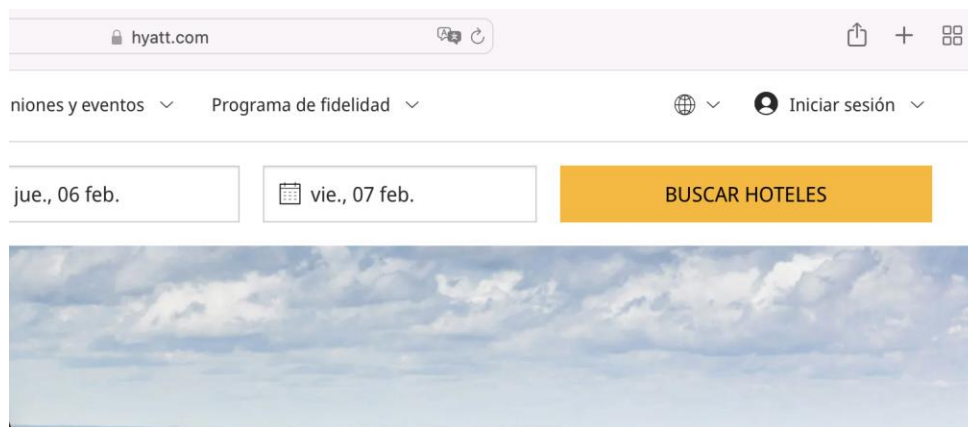 hyatt.com
niones y eventos Programa de fidelidad Iniciar sesión
jue., 06 feb. vie., 07 feb. BUSCAR HOTELES